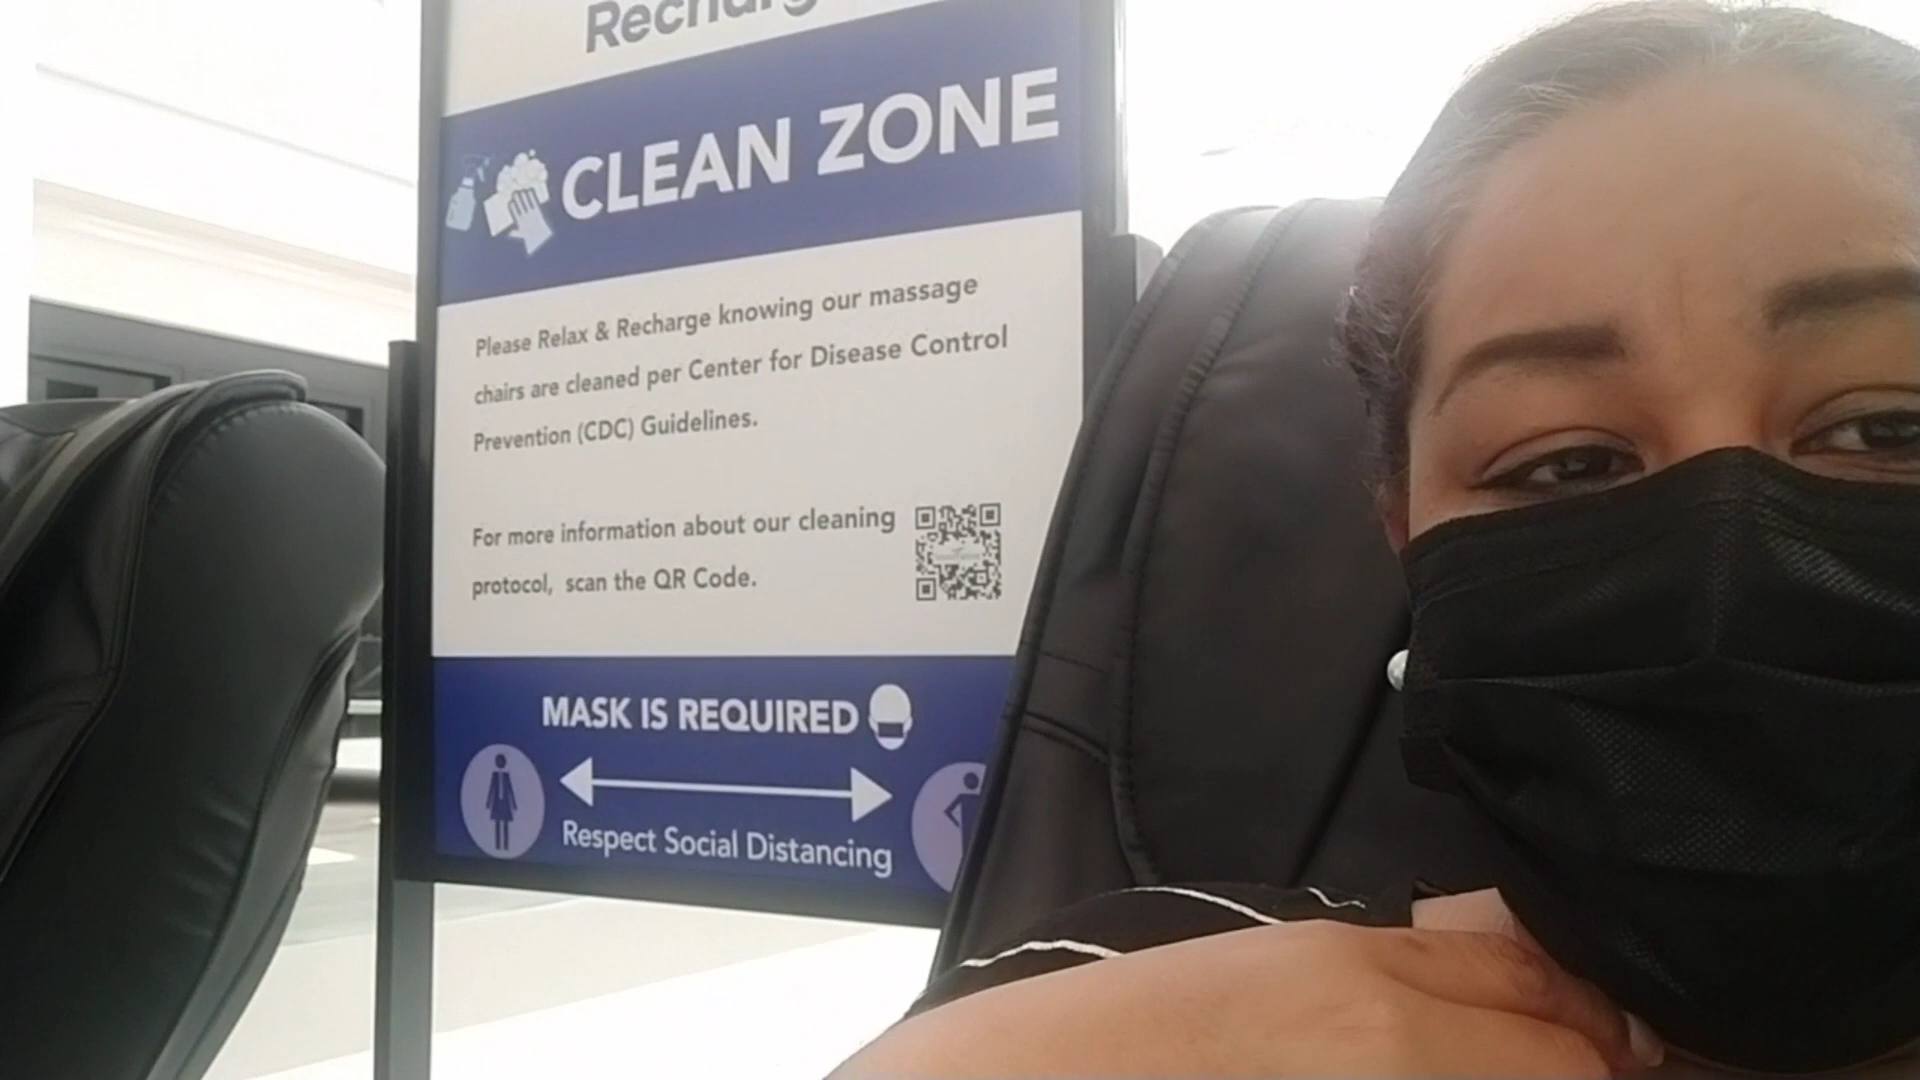 CLEAN ZONE
Please Relax & Recharge knowing our massage
chairs are cleaned per Center for Disease Control
Prevention (CDC) Guidelines.
For more information about our cleaning
protocol, scan the QR Code.
MASK IS REQUIRED
Respect Social Distancing